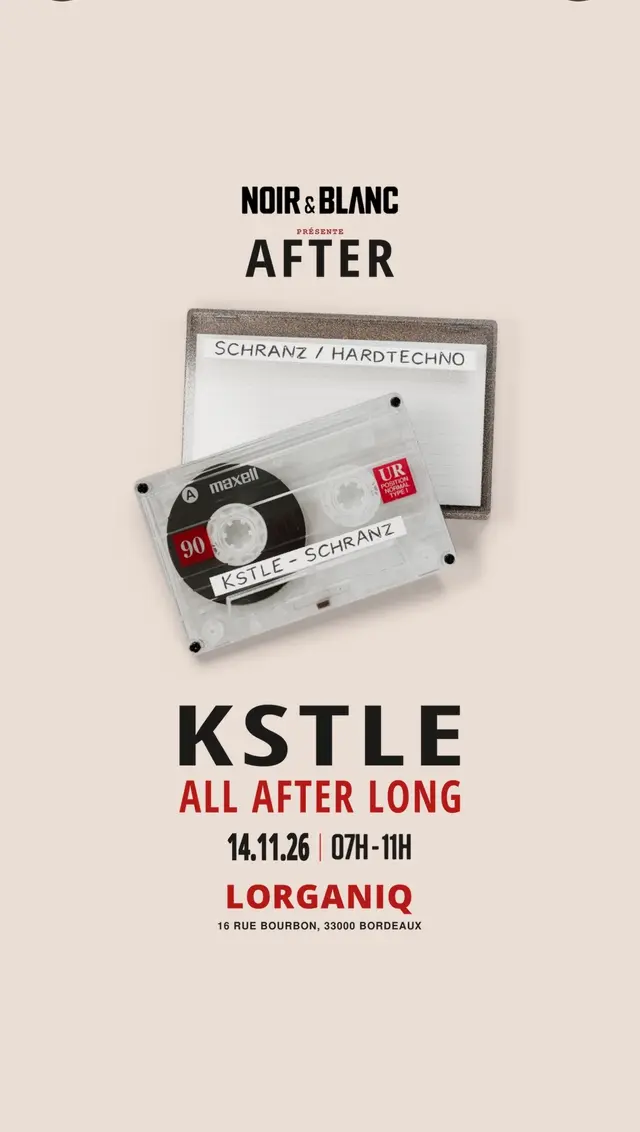 NOIR & BLANC
PRÉSENTE
AFTER
SCHRANZ / HARDTECHNO
A maxell
UR
POSITION
NORMAL
TYPE I
90
KSTLE - SCHRANZ
KSTLE
ALL AFTER LONG
14.11.26 | 07H - 11H
LORGANIQ
16 RUE BOURBON, 33000 BORDEAUX